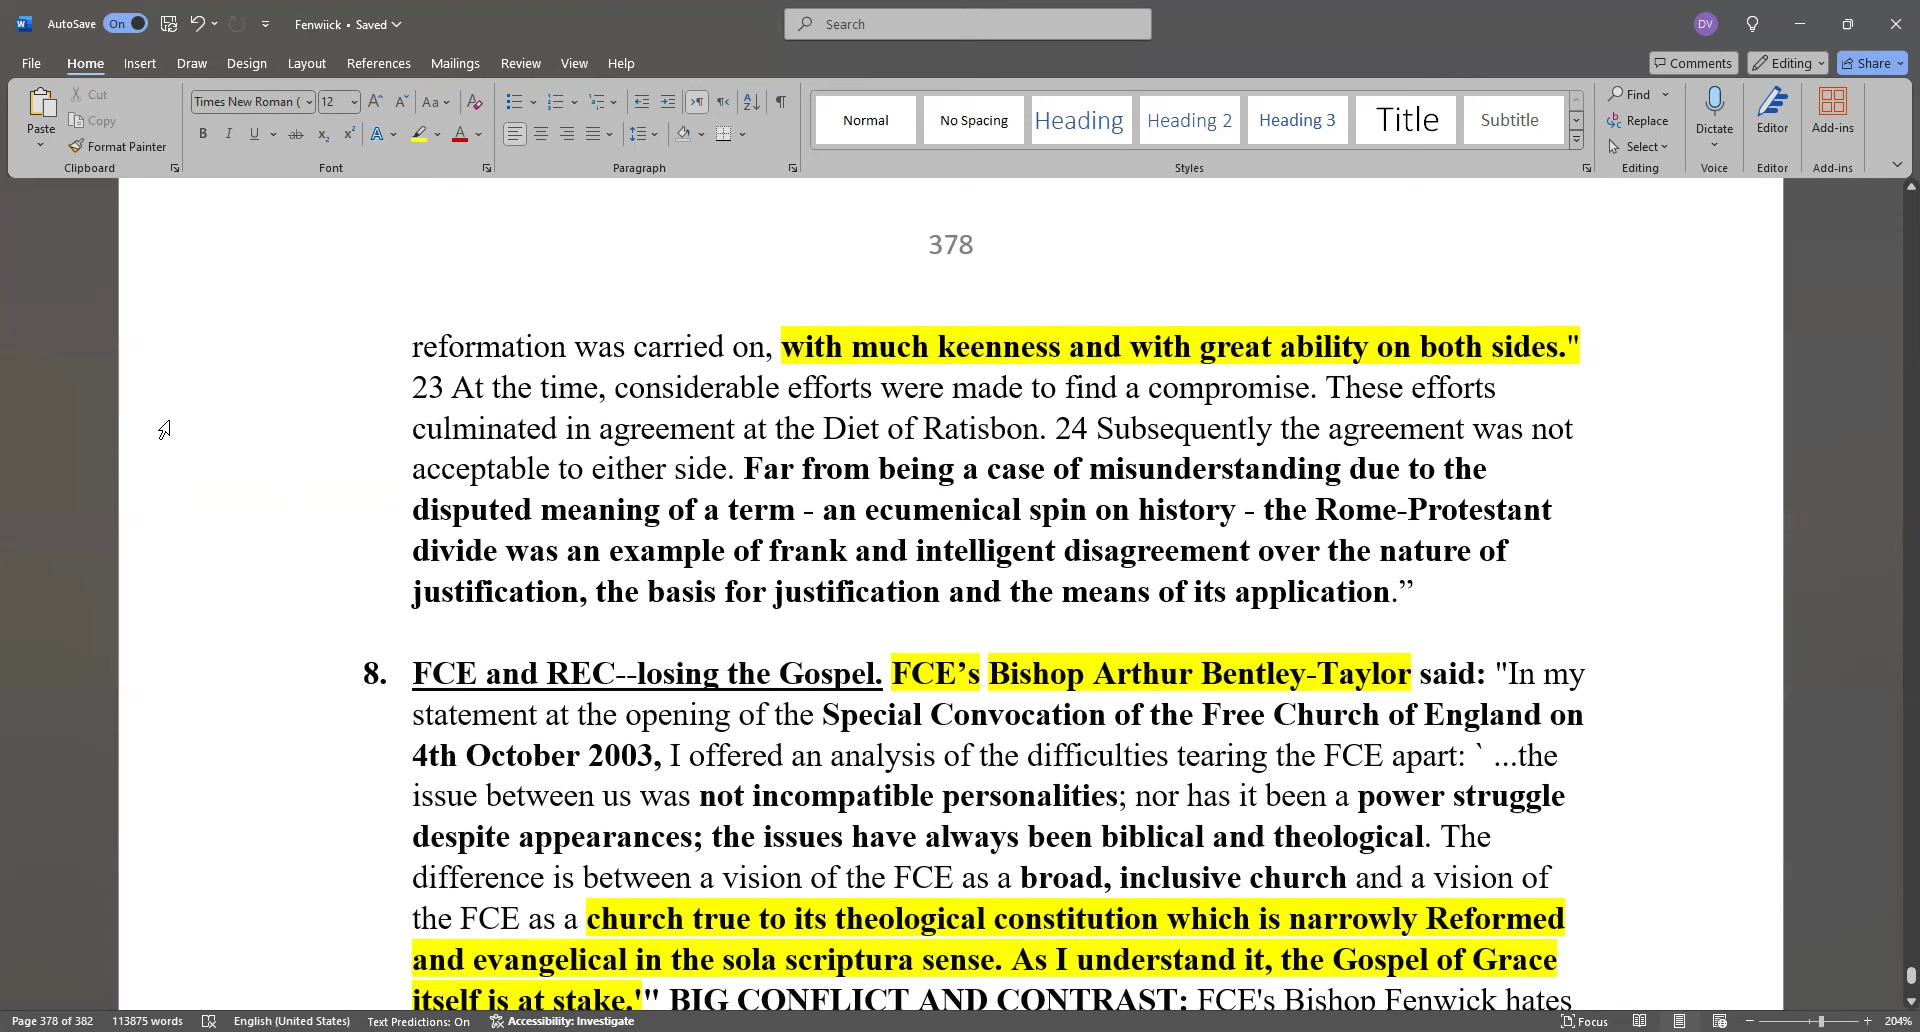 AutoSave On Fenwiick • Saved Search DV
File Home Insert Draw Design Layout References Mailings Review View Help Comments Editing Share
Paste Cut Copy Format Painter Clipboard
Times New Roman ( 12 Font
Paragraph
Normal No Spacing Heading Heading 2 Heading 3 Title Subtitle Styles
Find Replace Select Editing
Dictate Voice
Editor Editor
Add-ins Add-ins
378
reformation was carried on, with much keenness and with great ability on both sides."
23 At the time, considerable efforts were made to find a compromise. These efforts
culminated in agreement at the Diet of Ratisbon. 24 Subsequently the agreement was not
acceptable to either side. Far from being a case of misunderstanding due to the
disputed meaning of a term - an ecumenical spin on history - the Rome-Protestant
divide was an example of frank and intelligent disagreement over the nature of
justification, the basis for justification and the means of its application.”
8. FCE and REC--losing the Gospel. FCE’s Bishop Arthur Bentley-Taylor said: "In my
statement at the opening of the Special Convocation of the Free Church of England on
4th October 2003, I offered an analysis of the difficulties tearing the FCE apart: ` ...the
issue between us was not incompatible personalities; nor has it been a power struggle
despite appearances; the issues have always been biblical and theological. The
difference is between a vision of the FCE as a broad, inclusive church and a vision of
the FCE as a church true to its theological constitution which is narrowly Reformed
and evangelical in the sola scriptura sense. As I understand it, the Gospel of Grace
itself is at stake.'" BIG CONFLICT AND CONTRAST: FCE's Bishop Fenwick hates
Page 378 of 382 113875 words English (United States) Text Predictions: On Accessibility: Investigate Focus 204%